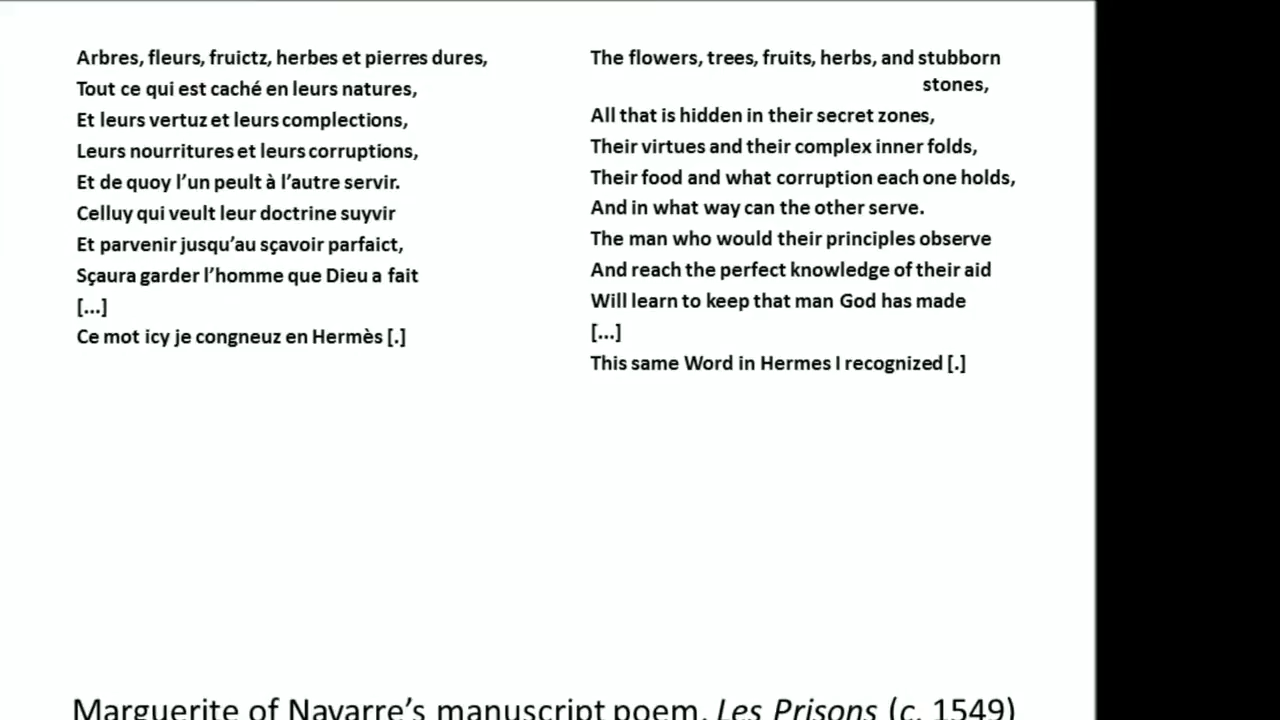 Arbres, fleurs, fruictz, herbes et pierres dures,
Tout ce qui est caché en leurs natures,
Et leurs vertuz et leurs complections,
Leurs nourritures et leurs corruptions,
Et de quoy l’un peult à l’autre servir.
Celluy qui veult leur doctrine suyvir
Et parvenir jusqu’au sçavoir parfaict,
Sçaura garder l’homme que Dieu a fait
[...]
Ce mot icy je congneuz en Hermès [.]
The flowers, trees, fruits, herbs, and stubborn
stones,
All that is hidden in their secret zones,
Their virtues and their complex inner folds,
Their food and what corruption each one holds,
And in what way can the other serve.
The man who would their principles observe
And reach the perfect knowledge of their aid
Will learn to keep that man God has made
[...]
This same Word in Hermes I recognized [.]
Marguerite of Navarre’s manuscript poem, Les Prisons (c. 1549)